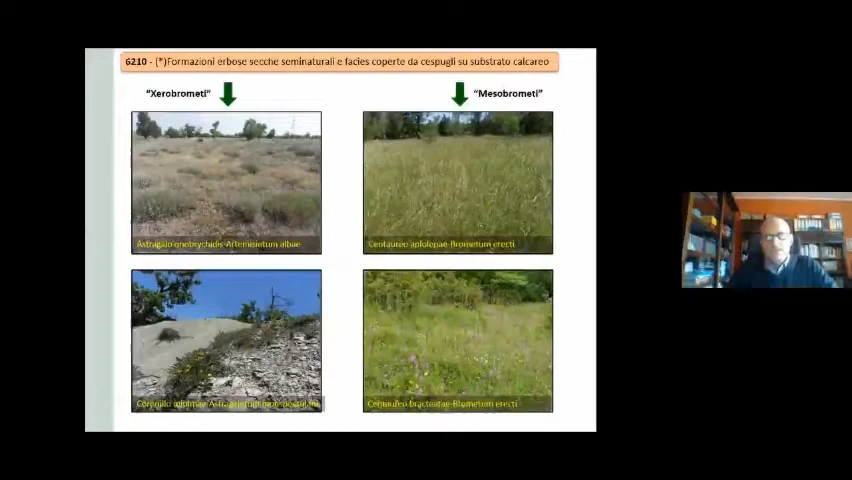 6210 - (*)Formazioni erbose secche seminaturali e facies coperte da cespugli su substrato calcareo
"Xerobrometi"
"Mesobrometi"
Astragalo onobrychidis-Artemisietum albae
Centaureo aplolepae-Brometum erecti
Astragaletum
Centaureo bracteatae-Brometum erecti